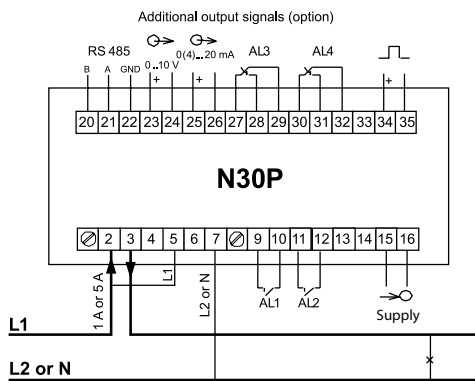 Additional output signals (option)
RS 485
0(4)...20 mA
AL3
AL4
B A GND 0 ..10 V
+ + +
20 21 22 23 24 25 26 27 28 29 30 31 32 33 34 35
N30P
2 3 4 5 6 7 9 10 11 12 13 14 15 16
1 A or 5 A
L1
L2 or N
AL1
AL2
Supply
L1
L2 or N